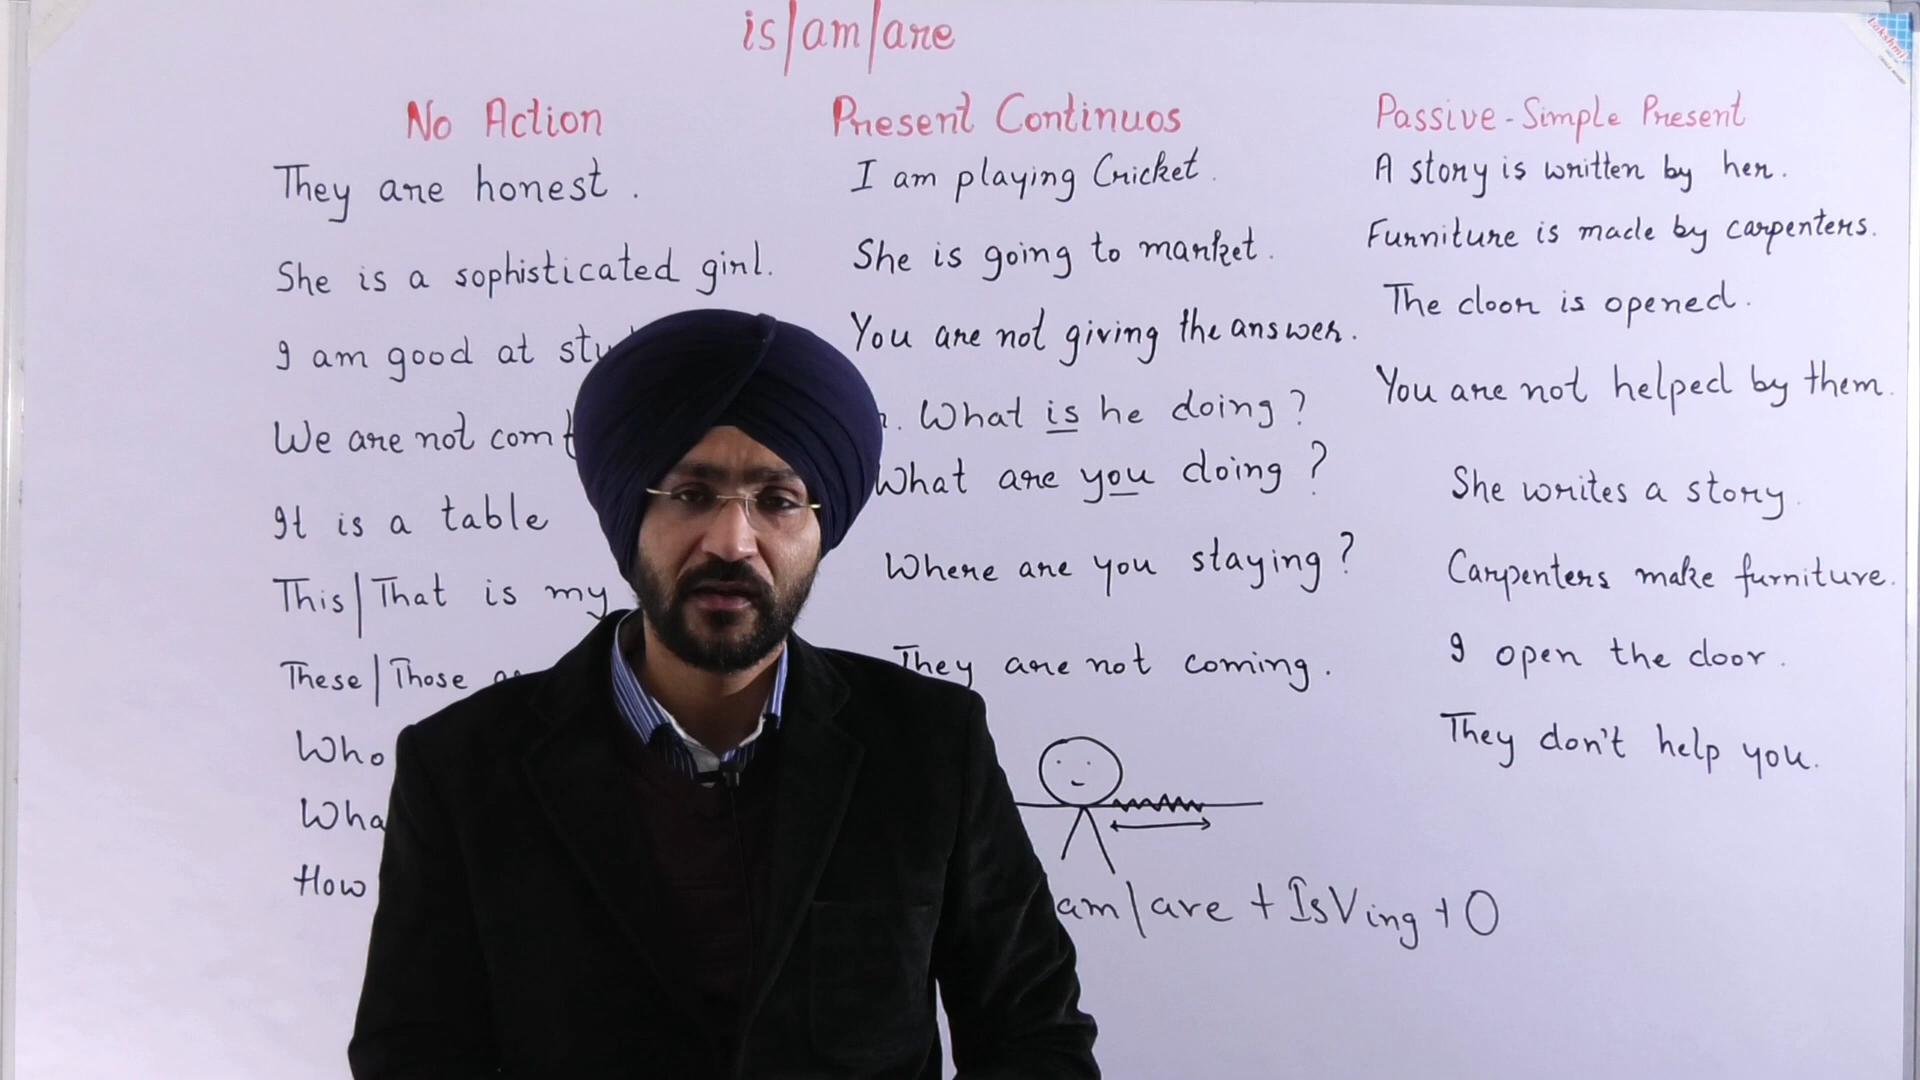 is/am/are
No Action
They are honest.
She is a sophisticated girl.
I am good at
We are not
It is a table
This/That is my
These/Those
Who
How
Present Continuos
I am playing Cricket.
She is going to market.
You are not giving the answer.
What is he doing?
What are you doing?
Where are you staying?
They are not coming.
am/are + IsVing + O
Passive-Simple Present
A story is written by her.
Furniture is made by carpenters.
The door is opened.
You are not helped by them.
She writes a story.
Carpenters make furniture.
I open the door.
They don't help you.
Lakshmi